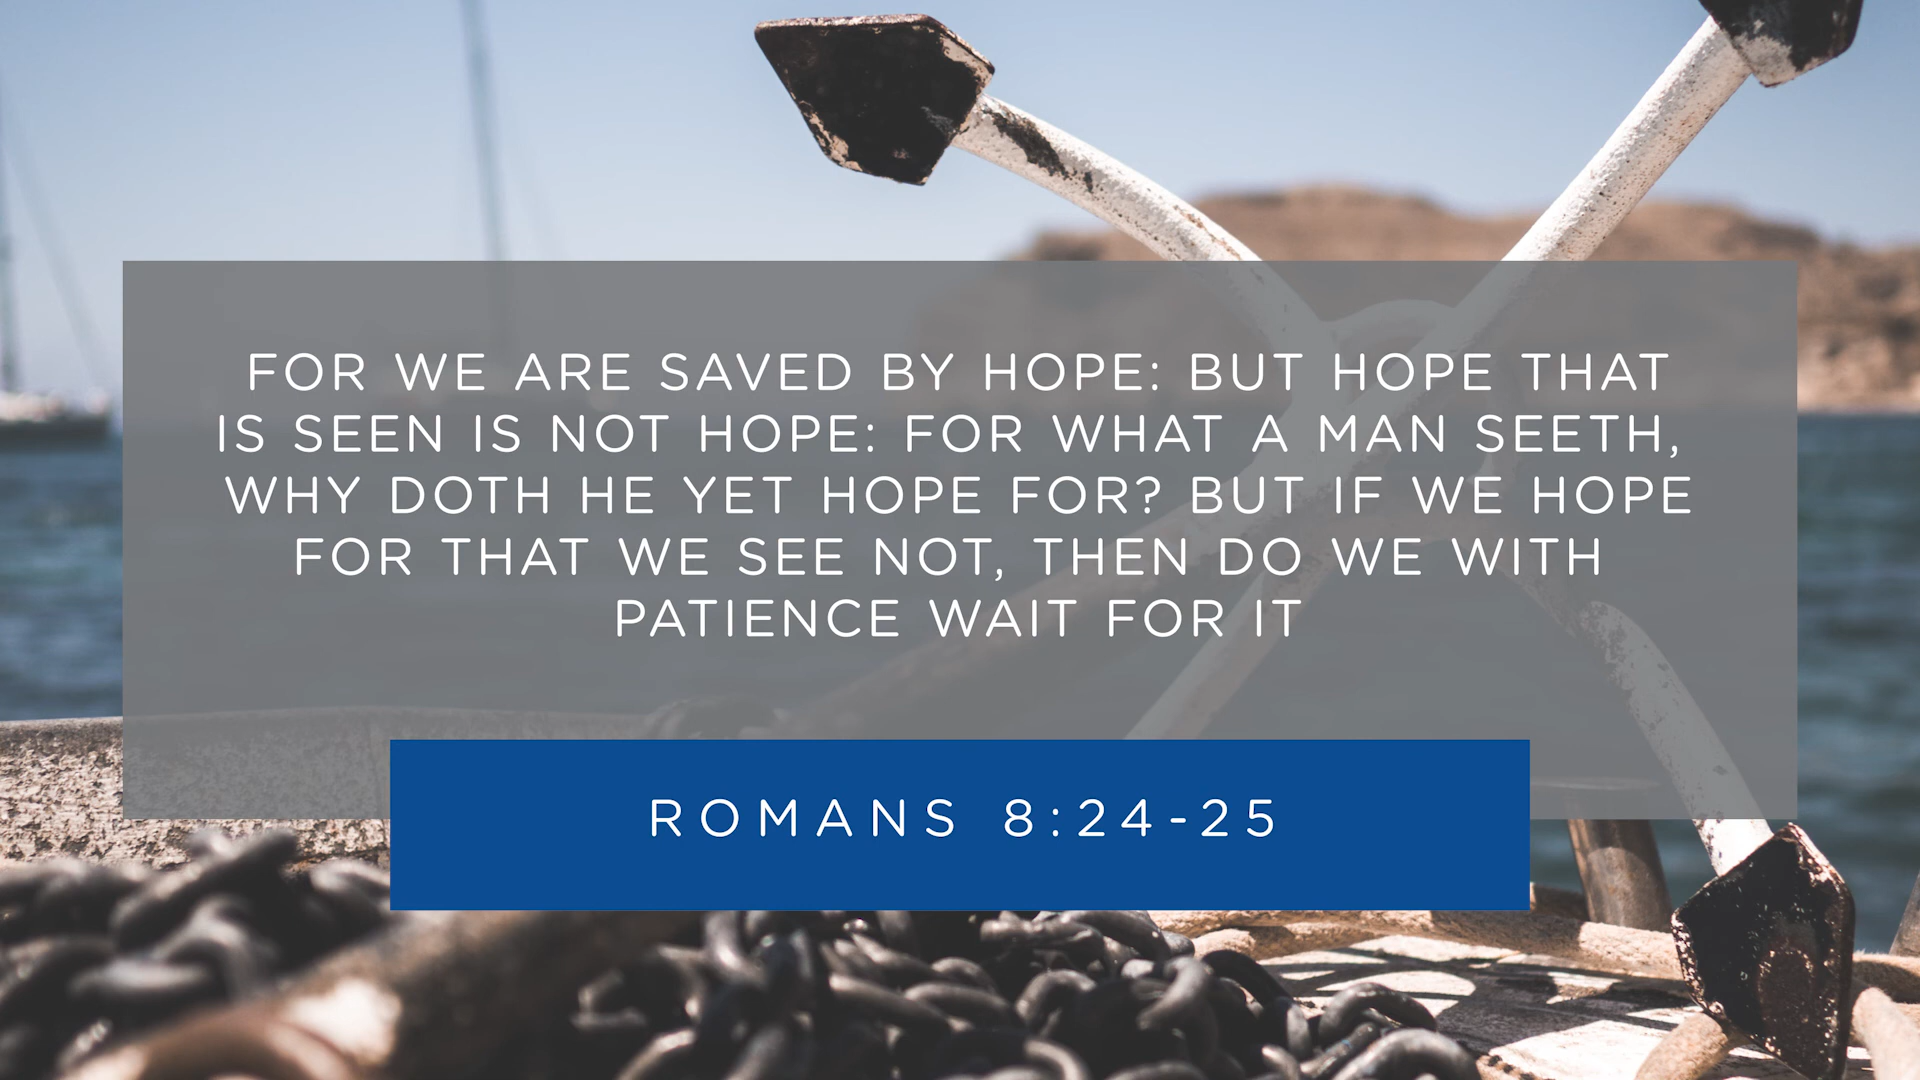 FOR WE ARE SAVED BY HOPE: BUT HOPE THAT
IS SEEN IS NOT HOPE: FOR WHAT A MAN SEETH,
WHY DOTH HE YET HOPE FOR? BUT IF WE HOPE
FOR THAT WE SEE NOT, THEN DO WE WITH
PATIENCE WAIT FOR IT
ROMANS 8:24-25